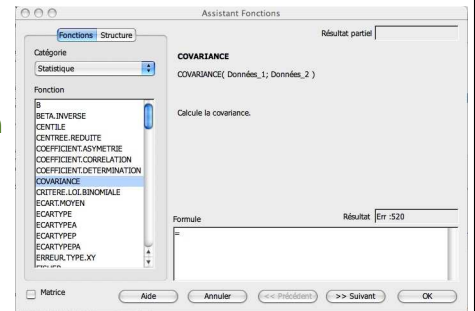 Assistant Fonctions
Fonctions Structure
Résultat partiel
Catégorie
Statistique
COVARIANCE
COVARIANCE( Données_1; Données_2 )
Fonction
Calcule la covariance.
B
BETA.INVERSE
CENTILE
CENTREE.REDUITE
COEFFICIENT.ASYMETRIE
COEFFICIENT.CORRELATION
COEFFICIENT.DETERMINATION
COVARIANCE
CRITERE.LOI.BINOMIALE
ECART.MOYEN
ECARTYPE
ECARTYPEA
ECARTYPEP
ECARTYPEPA
ERREUR.TYPE.XY
Formule
Résultat Err :520
=
Matrice
Aide
Annuler
<< Précédent
>> Suivant
OK